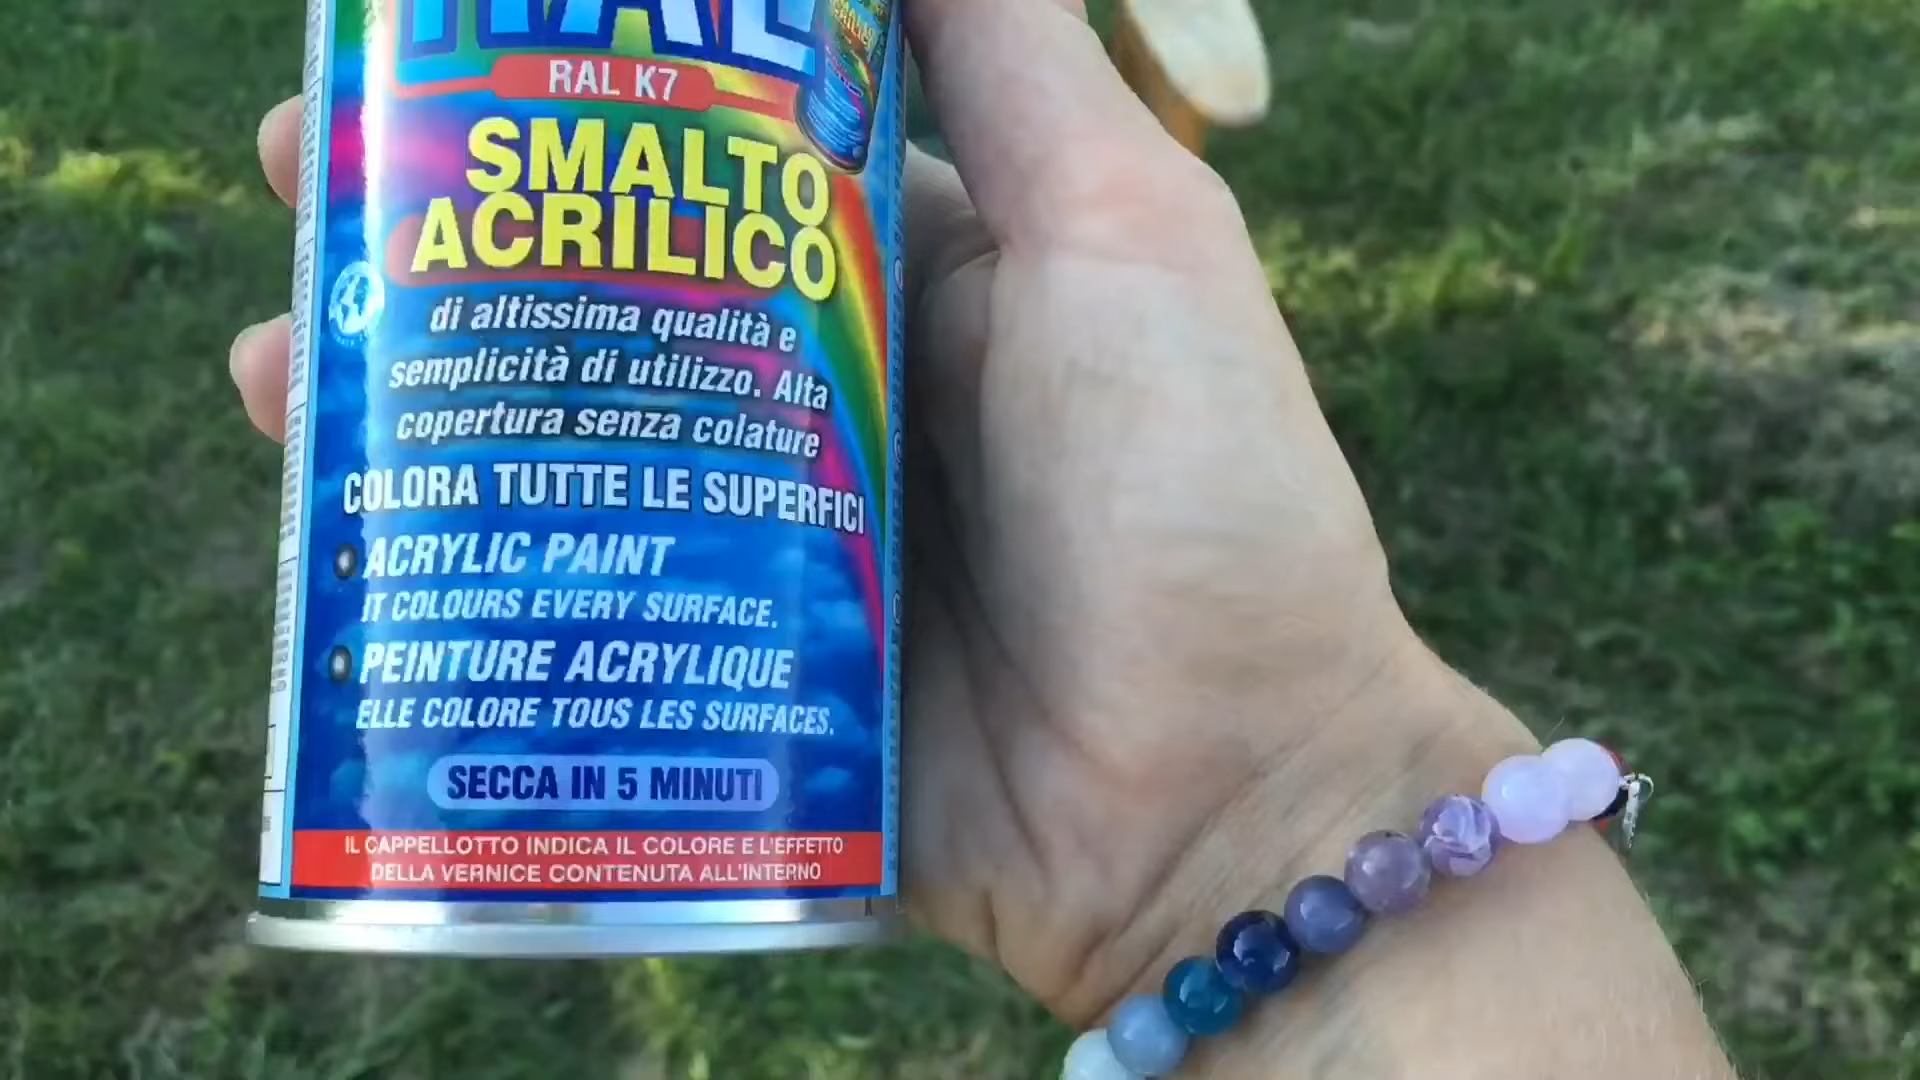 RAL
RAL K7
SMALTO
ACRILICO
di altissima qualità e
semplicità di utilizzo. Alta
copertura senza colature
COLORA TUTTE LE SUPERFICI
ACRYLIC PAINT
IT COLOURS EVERY SURFACE.
PEINTURE ACRYLIQUE
ELLE COLORE TOUS LES SURFACES.
SECCA IN 5 MINUTI
IL CAPPELLOTTO INDICA IL COLORE E L'EFFETTO
DELLA VERNICE CONTENUTA ALL'INTERNO